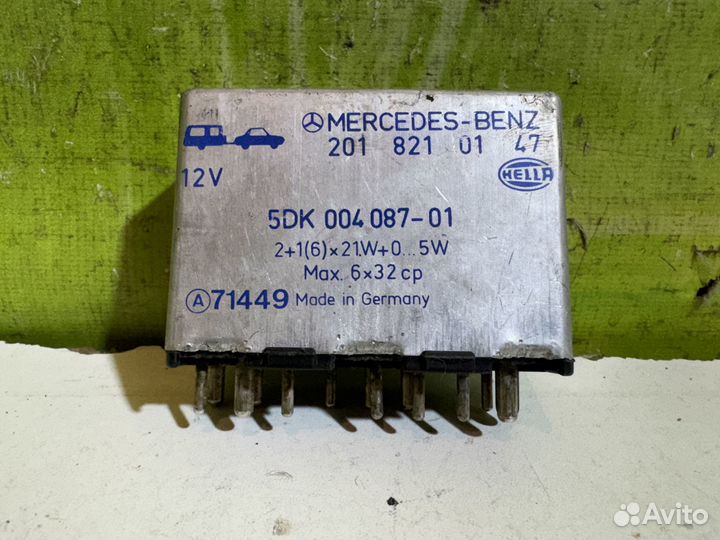 MERCEDES-BENZ
201 821 01 47
12V
HELLA
5DK 004 087-01
2+1(6)×21W+0...5W
Max. 6×32 cp
A 71449 Made in Germany
Avito